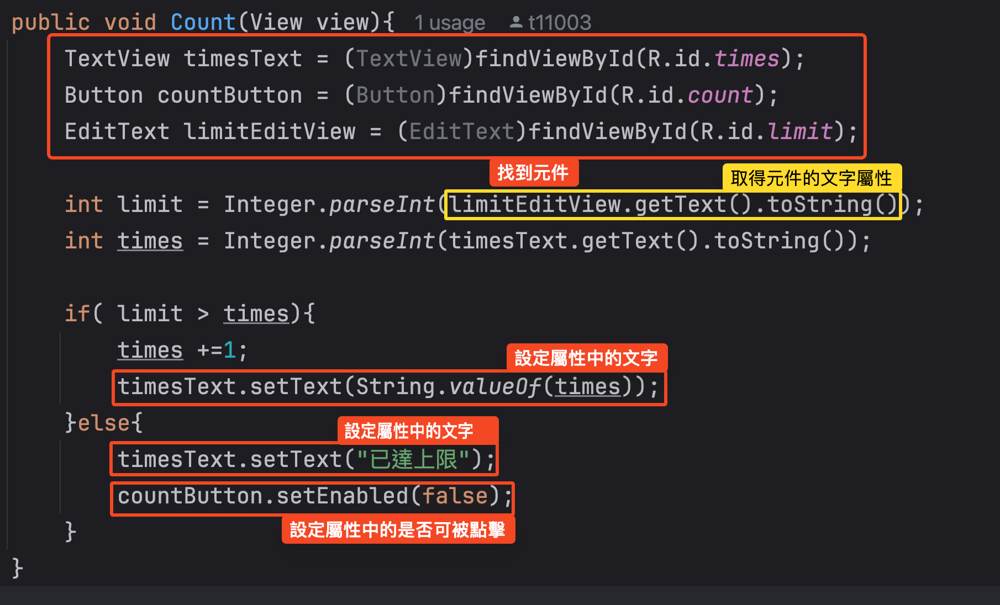 public void Count(View view){ 1 usage t11003
TextView timesText = (TextView)findViewById(R.id.times);
Button countButton = (Button)findViewById(R.id.count);
EditText limitEditView = (EditText)findViewById(R.id.limit);
找到元件
取得元件的文字屬性
int limit = Integer.parseInt(limitEditView.getText().toString());
int times = Integer.parseInt(timesText.getText().toString());
if( limit > times){
times +=1;
設定屬性中的文字
timesText.setText(String.valueOf(times));
}else{
設定屬性中的文字
timesText.setText("已達上限");
countButton.setEnabled(false);
設定屬性中的是否可被點擊
}
}